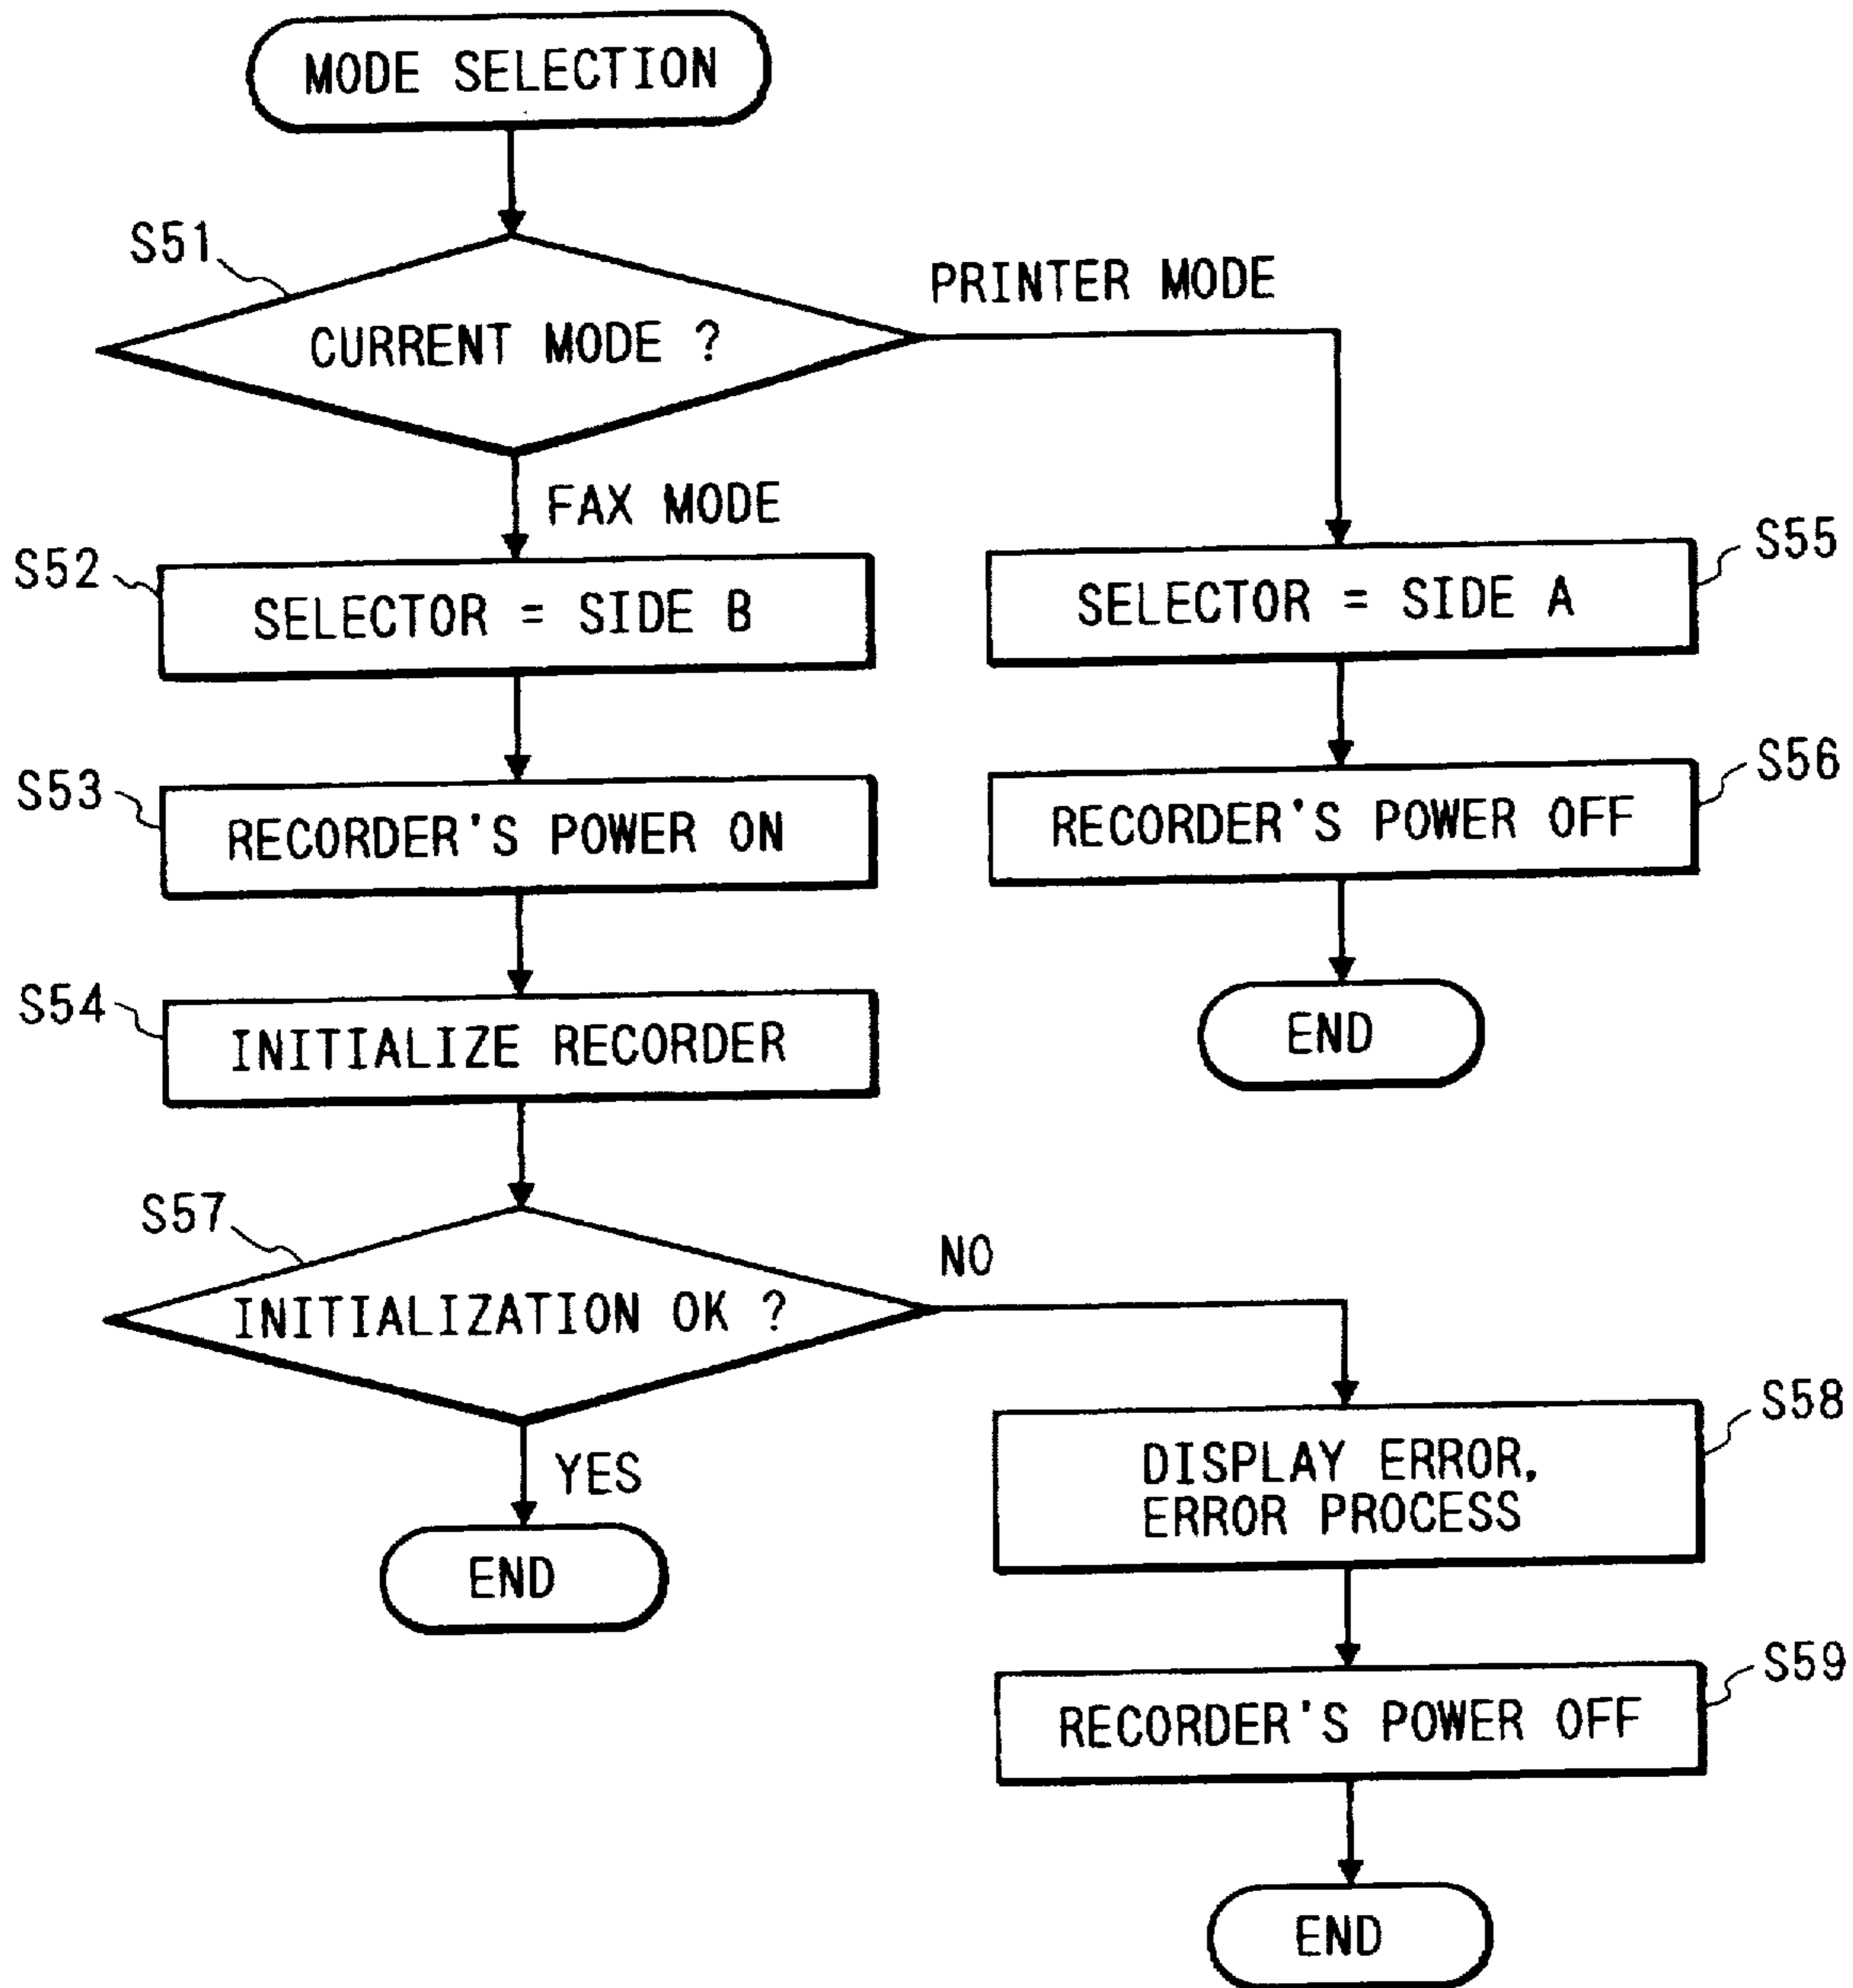 MODE SELECTION
S51
CURRENT MODE ?
PRINTER MODE
FAX MODE
S52
SELECTOR = SIDE B
S55
SELECTOR = SIDE A
S53
RECORDER'S POWER ON
S56
RECORDER'S POWER OFF
S54
INITIALIZE RECORDER
END
S57
INITIALIZATION OK ?
NO
YES
END
S58
DISPLAY ERROR,
ERROR PROCESS
S59
RECORDER'S POWER OFF
END